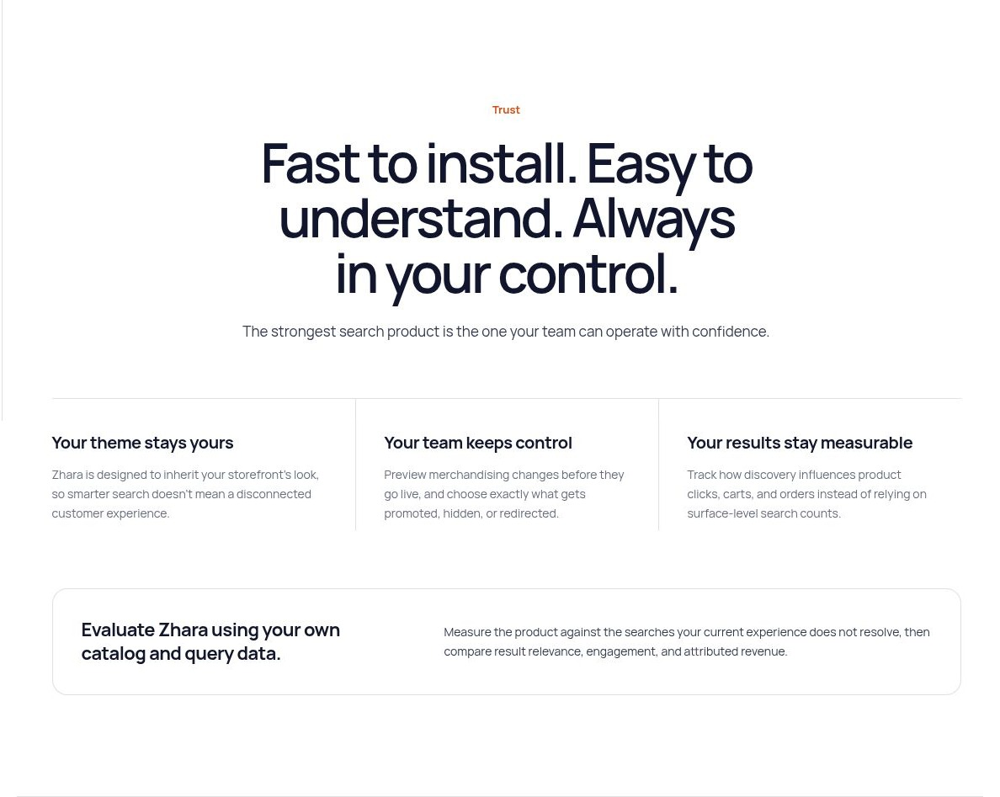 Trust
Fast to install. Easy to
understand. Always
in your control.
The strongest search product is the one your team can operate with confidence.
Your theme stays yours
Zhara is designed to inherit your storefront's look,
so smarter search doesn't mean a disconnected
customer experience.
Your team keeps control
Preview merchandising changes before they
go live, and choose exactly what gets
promoted, hidden, or redirected.
Your results stay measurable
Track how discovery influences product
clicks, carts, and orders instead of relying on
surface-level search counts.
Evaluate Zhara using your own
catalog and query data.
Measure the product against the searches your current experience does not resolve, then
compare result relevance, engagement, and attributed revenue.